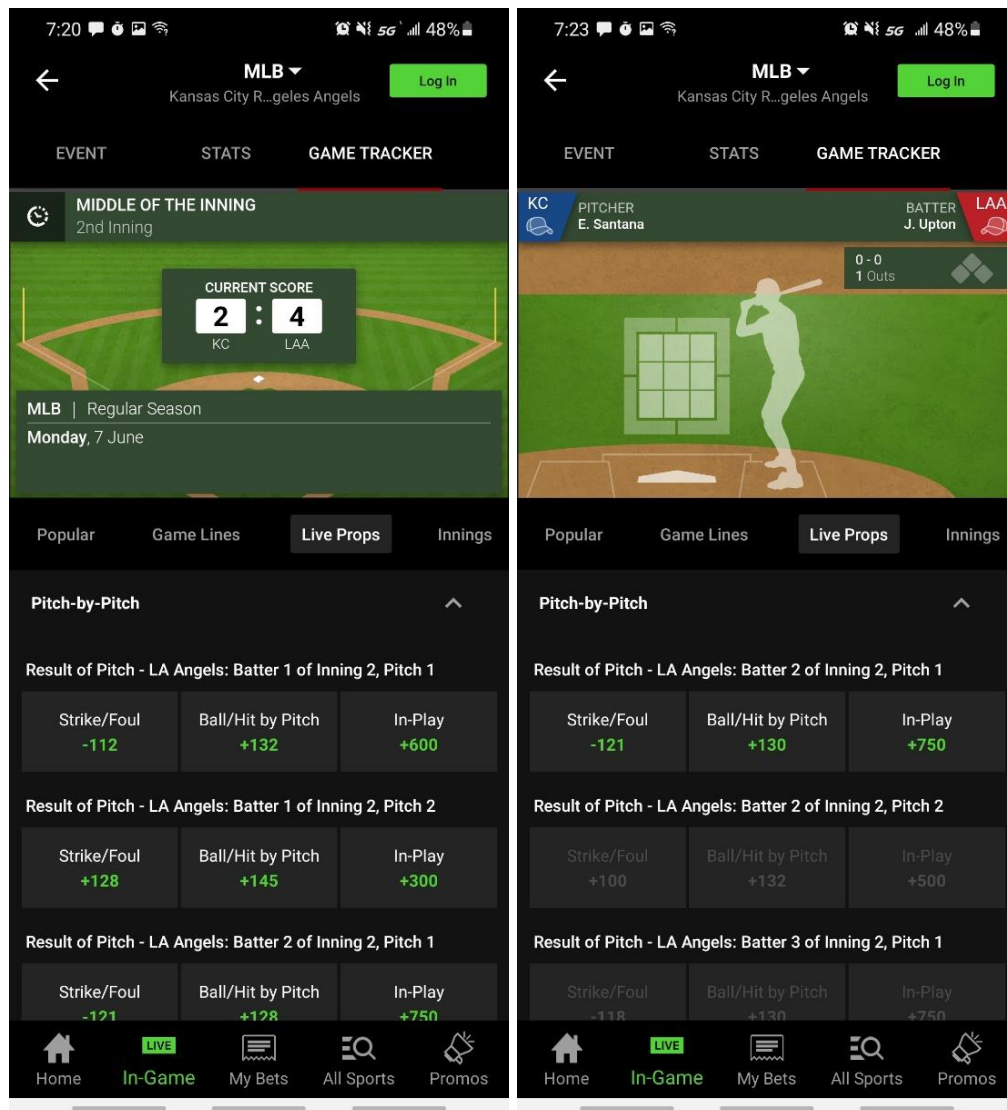 7:20
5G
48%
MLB
Kansas City R...geles Angels
Log In
EVENT
STATS
GAME TRACKER
MIDDLE OF THE INNING
2nd Inning
CURRENT SCORE
2 : 4
KC
LAA
MLB | Regular Season
Monday, 7 June
Popular
Game Lines
Live Props
Innings
Pitch-by-Pitch
Result of Pitch - LA Angels: Batter 1 of Inning 2, Pitch 1
Strike/Foul
-112
Ball/Hit by Pitch
+132
In-Play
+600
Result of Pitch - LA Angels: Batter 1 of Inning 2, Pitch 2
Strike/Foul
+128
Ball/Hit by Pitch
+145
In-Play
+300
Result of Pitch - LA Angels: Batter 2 of Inning 2, Pitch 1
Strike/Foul
-121
Ball/Hit by Pitch
+128
In-Play
+750
Home
LIVE
In-Game
My Bets
All Sports
Promos
7:23
5G
48%
MLB
Kansas City R...geles Angels
Log In
EVENT
STATS
GAME TRACKER
KC
PITCHER
E. Santana
BATTER
J. Upton
LAA
0 - 0
1 Outs
Popular
Game Lines
Live Props
Innings
Pitch-by-Pitch
Result of Pitch - LA Angels: Batter 2 of Inning 2, Pitch 1
Strike/Foul
-121
Ball/Hit by Pitch
+130
In-Play
+750
Result of Pitch - LA Angels: Batter 2 of Inning 2, Pitch 2
Strike/Foul
+100
Ball/Hit by Pitch
+132
In-Play
+500
Result of Pitch - LA Angels: Batter 3 of Inning 2, Pitch 1
Strike/Foul
-118
Ball/Hit by Pitch
+130
In-Play
+750
Home
LIVE
In-Game
My Bets
All Sports
Promos